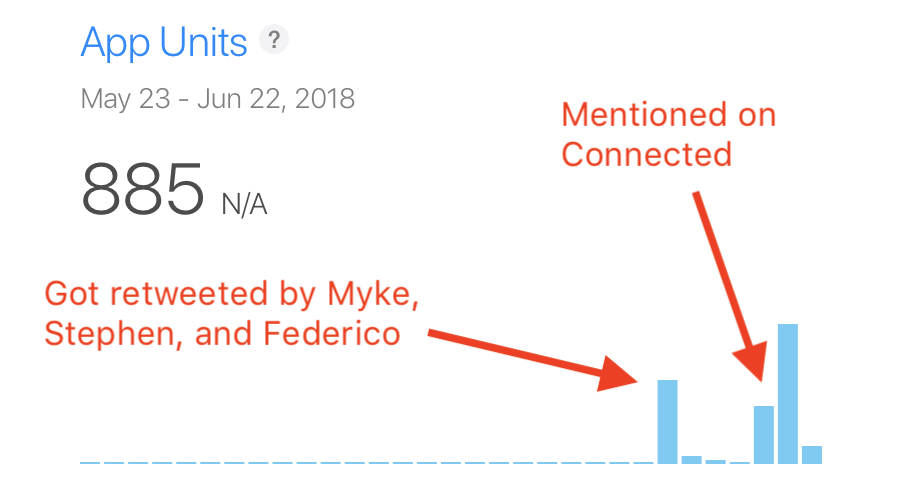 App Units ?
May 23 - Jun 22, 2018
885 N/A
Mentioned on
Connected
Got retweeted by Myke,
Stephen, and Federico